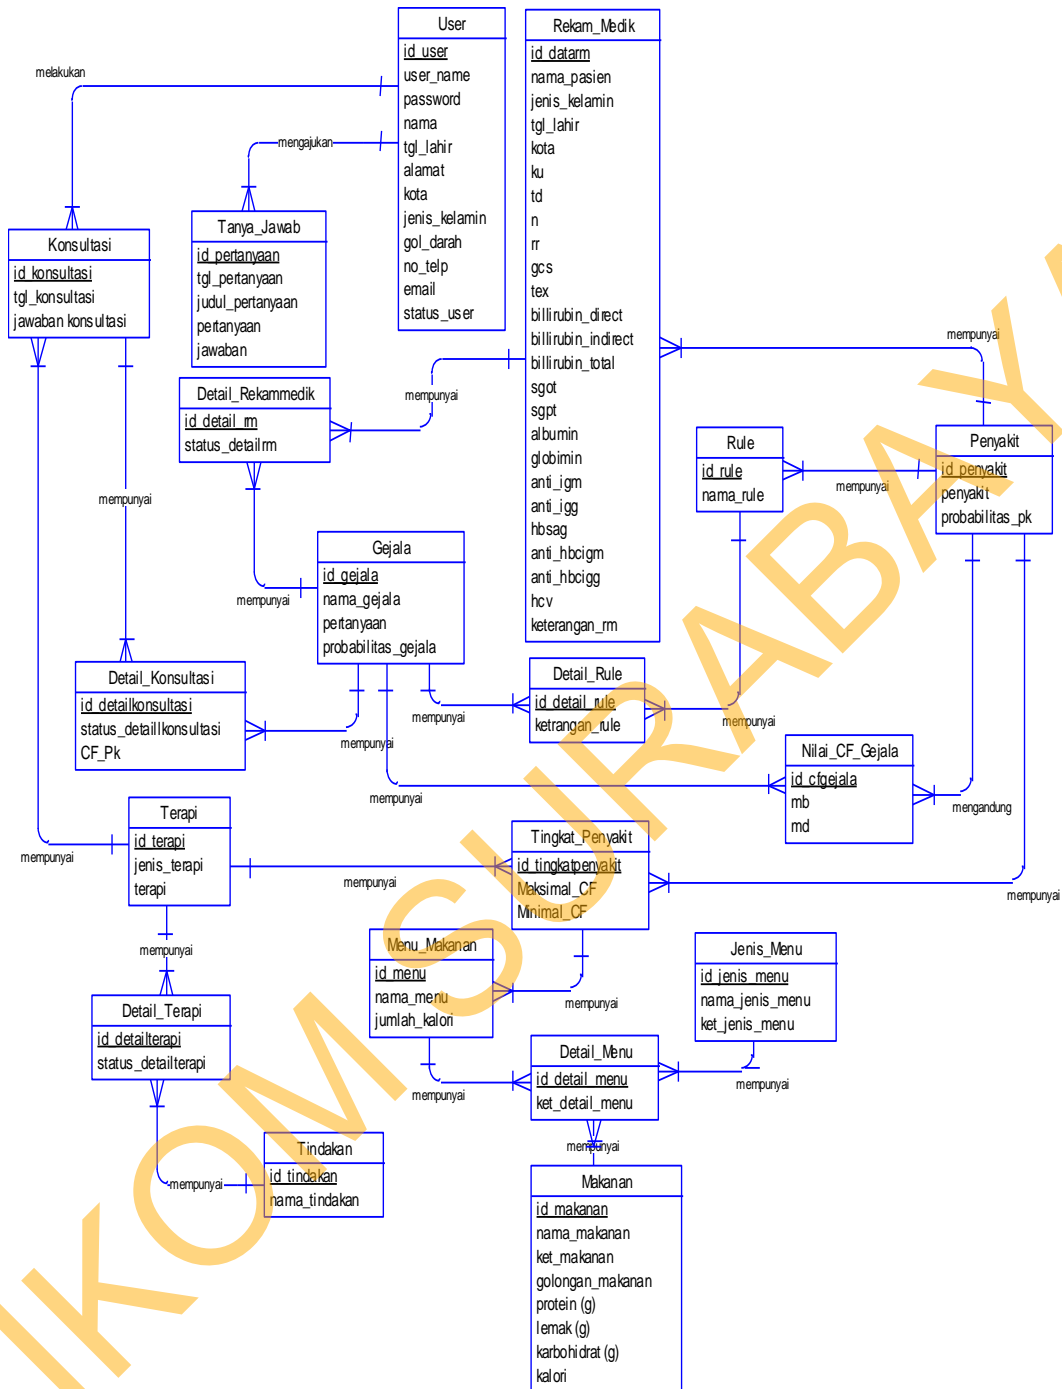 User
id_user
user_name
password
nama
tgl_lahir
alamat
kota
jenis_kelamin
gol_darah
no_telp
email
status_user
Rekam_Medik
id_datarm
nama_pasien
jenis_kelamin
tgl_lahir
kota
ku
td
n
rr
gcs
tex
billirubin_direct
billirubin_indirect
billirubin_total
sgot
sgpt
albumin
globimin
anti_igm
anti_igg
hbsag
anti_hbcigm
anti_hbcigg
hcv
keterangan_rm
melakukan
mengajukan
Tanya_Jawab
id_pertanyaan
tgl_pertanyaan
judul_pertanyaan
pertanyaan
jawaban
Konsultasi
id_konsultasi
tgl_konsultasi
jawaban konsultasi
mempunyai
Detail_Rekammedik
id_detail_rm
status_detailrm
mempunyai
Rule
id_rule
nama_rule
mempunyai
Penyakit
id_penyakit
penyakit
probabilitas_pk
mempunyai
Gejala
id_gejala
nama_gejala
pertanyaan
probabilitas_gejala
mempunyai
Detail_Konsultasi
id_detailkonsultasi
status_detaillkonsultasi
CF_Pk
mempunyai
Detail_Rule
id_detail_rule
ketrangan_rule
mempunyai
mempunyai
Nilai_CF_Gejala
id_cfgejala
mb
md
mempunyai
mengandung
Terapi
id_terapi
jenis_terapi
terapi
mempunyai
Tingkat_Penyakit
id_tingkatpenyakit
Maksimal_CF
Minimal_CF
mempunyai
mempunyai
mempunyai
Menu_Makanan
id_menu
nama_menu
jumlah_kalori
mempunyai
Jenis_Menu
id_jenis_menu
nama_jenis_menu
ket_jenis_menu
Detail_Terapi
id_detailterapi
status_detailterapi
Detail_Menu
id_detail_menu
ket_detail_menu
mempunyai
mempunyai
mempunyai
Tindakan
id_tindakan
nama_tindakan
mempunyai
Makanan
id_makanan
nama_makanan
ket_makanan
golongan_makanan
protein (g)
lemak (g)
karbohidrat (g)
kalori
IKOM SURABAYA